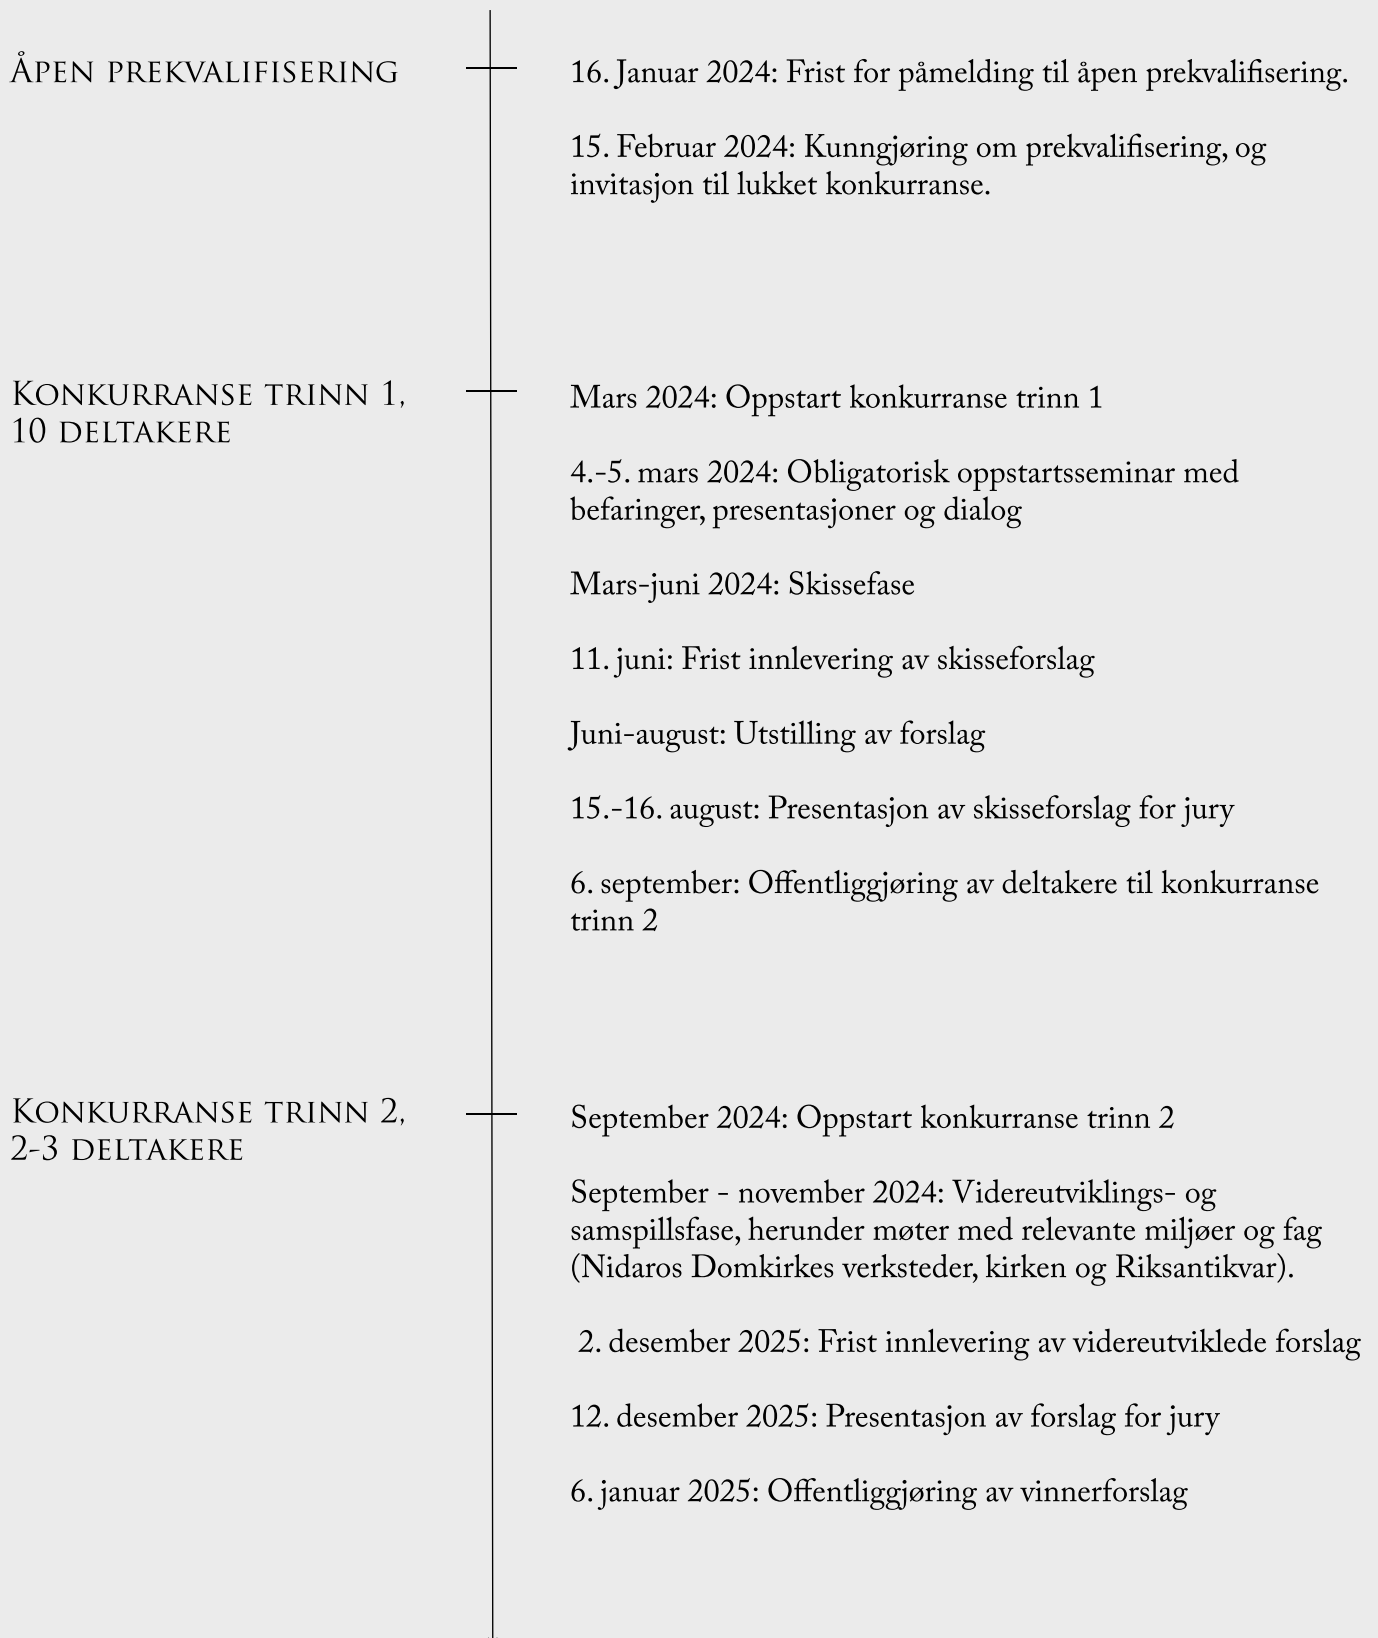 Åpen prekvalifisering
16. Januar 2024: Frist for påmelding til åpen prekvalifisering.
15. Februar 2024: Kunngjøring om prekvalifisering, og
invitasjon til lukket konkurranse.
Konkurranse trinn 1,
10 deltakere
Mars 2024: Oppstart konkurranse trinn 1
4.-5. mars 2024: Obligatorisk oppstartsseminar med
befaringer, presentasjoner og dialog
Mars-juni 2024: Skissefase
11. juni: Frist innlevering av skisseforslag
Juni-august: Utstilling av forslag
15.-16. august: Presentasjon av skisseforslag for jury
6. september: Offentliggjøring av deltakere til konkurranse
trinn 2
Konkurranse trinn 2,
2-3 deltakere
September 2024: Oppstart konkurranse trinn 2
September - november 2024: Videreutviklings- og
samspillsfase, herunder møter med relevante miljøer og fag
(Nidaros Domkirkes verksteder, kirken og Riksantikvar).
2. desember 2025: Frist innlevering av videreutviklede forslag
12. desember 2025: Presentasjon av forslag for jury
6. januar 2025: Offentliggjøring av vinnerforslag